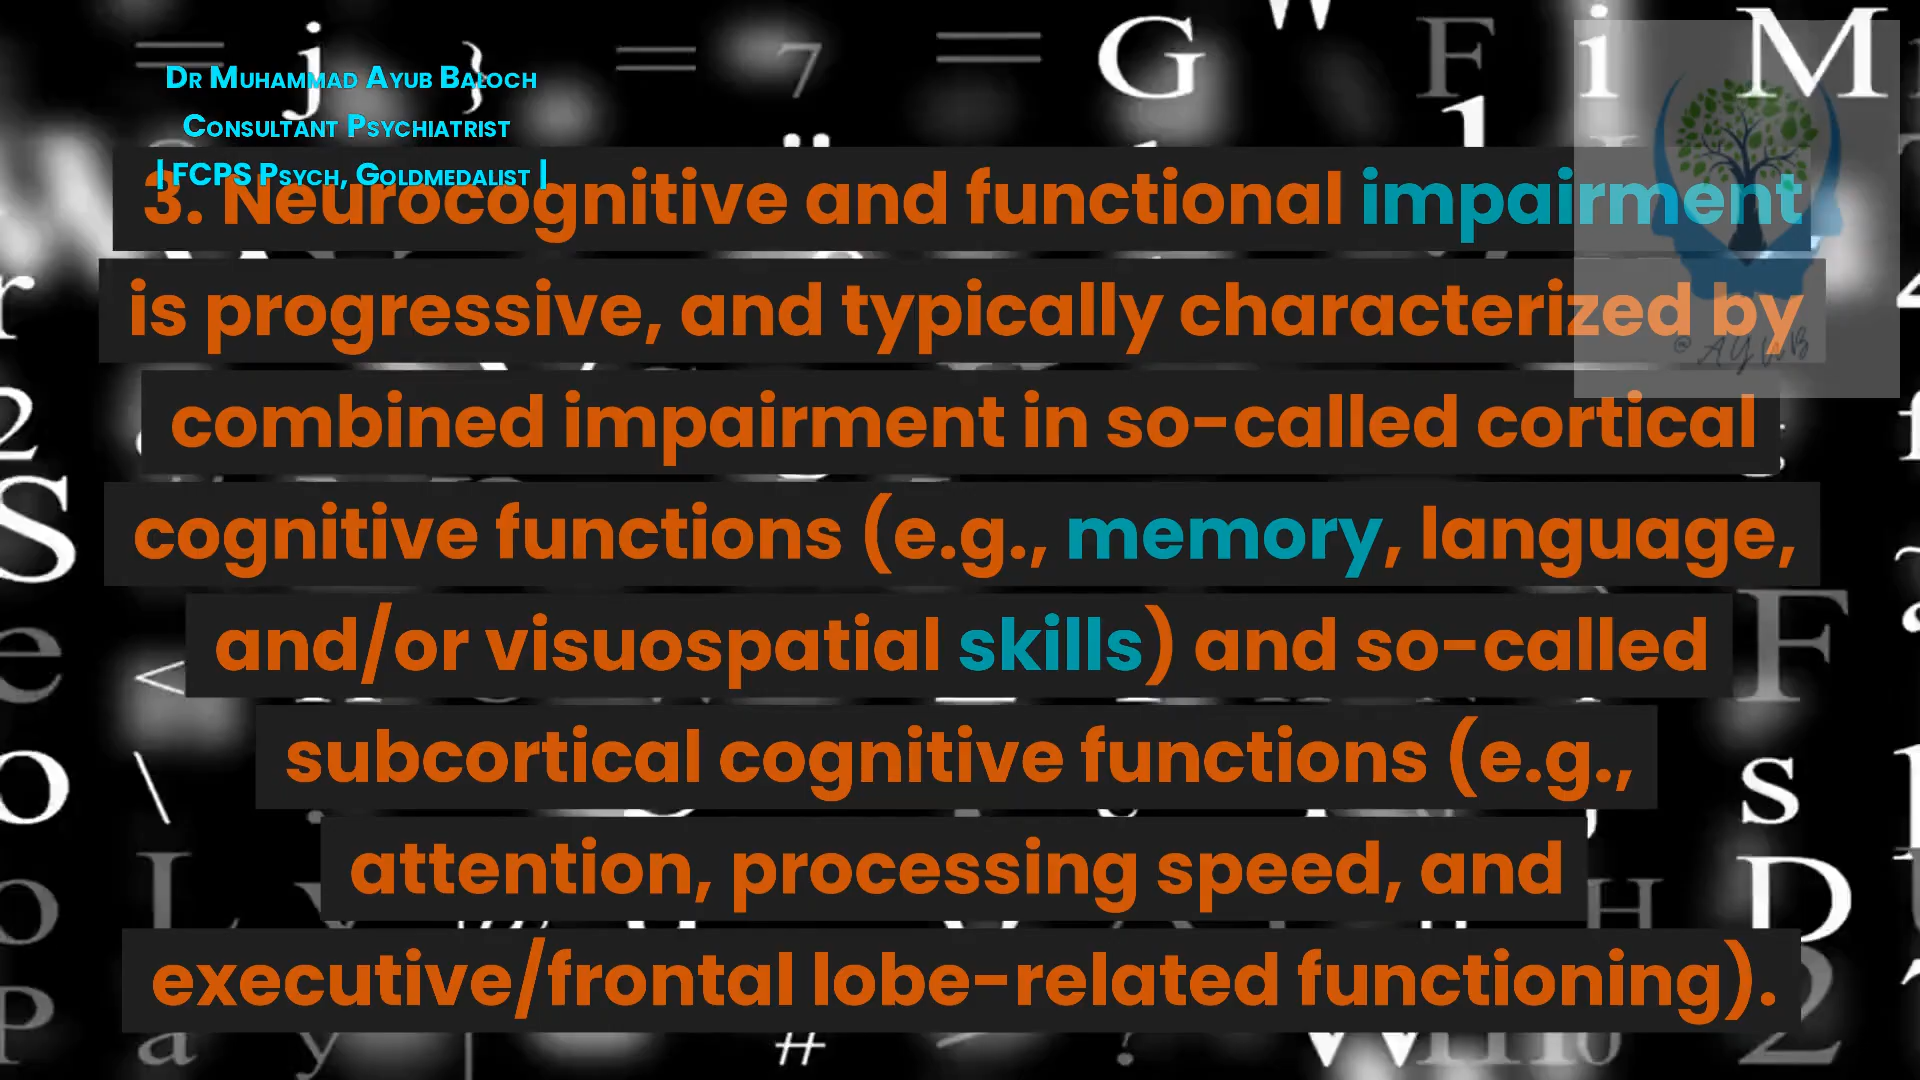 Dr Muhammad Ayub Baloch
Consultant Psychiatrist
| FCPS Psych, Goldmedalist |
3. Neurocognitive and functional impairment
is progressive, and typically characterized by
combined impairment in so-called cortical
cognitive functions (e.g., memory, language,
and/or visuospatial skills) and so-called
subcortical cognitive functions (e.g.,
attention, processing speed, and
executive/frontal lobe-related functioning).